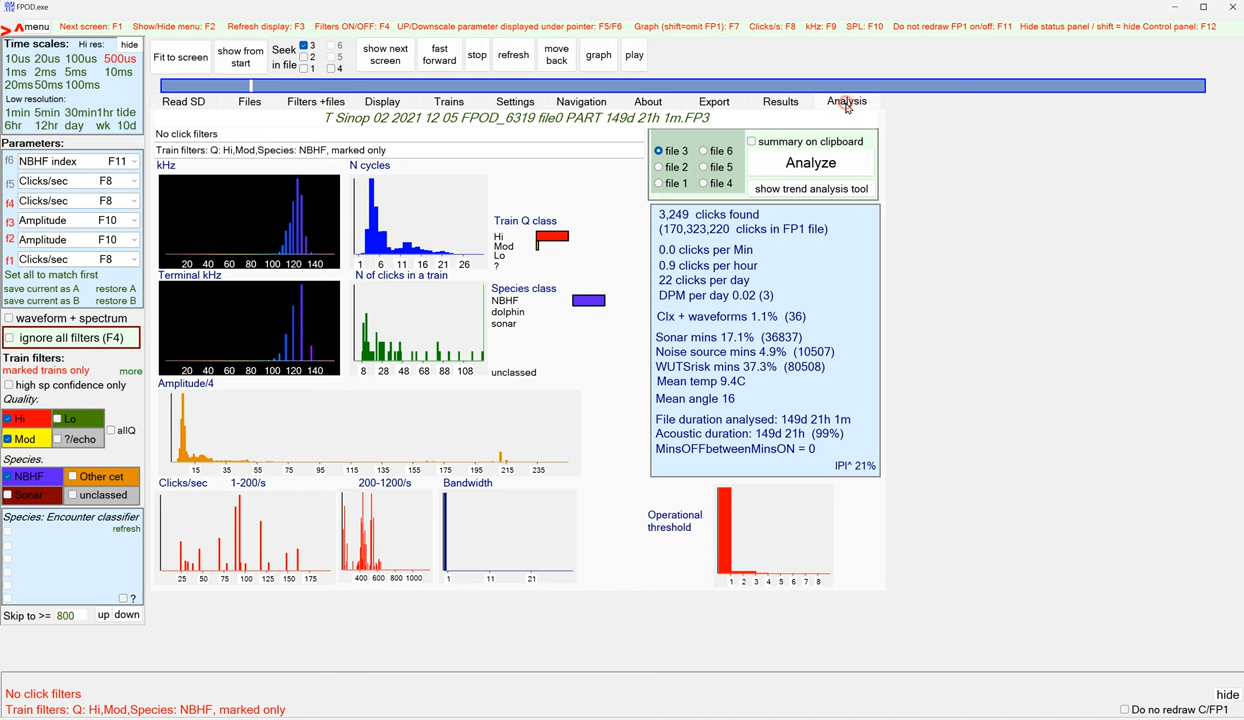 FPOD.exe
menu Next screen: F1 Show/Hide menu: F2 Refresh display: F3 Filters ON/OFF: F4 UP/Downscale parameter displayed under pointer: F5/F6 Graph (shift=omit FP1): F7 Clicks/s: F8 kHz: F9 SPL: F10 Do not redraw FP1 on/off: F11 Hide status panel / shift = hide Control panel: F12
Time scales: Hi res: hide
10us 20us 100us 500us
1ms 2ms 5ms 10ms
20ms 50ms 100ms
Low resolution:
1min 5min 30min 1hr tide
6hr 12hr day wk 10d
Parameters:
f6 NBHF index F11
f5 Clicks/sec F8
f4 Clicks/sec F8
f3 Amplitude F10
f2 Amplitude F10
f1 Clicks/sec F8
Set all to match first
save current as A restore A
save current as B restore B
waveform + spectrum
ignore all filters (F4)
Train filters:
marked trains only more
high sp confidence only
Quality:
Hi Lo
Mod ?/echo allQ
Species:
NBHF Other cet
Sonar unclassed
Species: Encounter classifier
refresh
?
Skip to >= 800 up down
Fit to screen
show from start
Seek in file
3 6
2 5
1 4
show next screen
fast forward
stop
refresh
move back
graph
play
Read SD Files Filters +files Display Trains Settings Navigation About Export Results Analysis
T Sinop 02 2021 12 05 FPOD_6319 file0 PART 149d 21h 1m.FP3
No click filters
Train filters: Q: Hi,Mod,Species: NBHF, marked only
kHz
20 40 60 80 100 120 140
N cycles
1 6 11 16 21 26
Train Q class
Hi
Mod
Lo
?
Terminal kHz
20 40 60 80 100 120 140
N of clicks in a train
8 28 48 68 88 108
Species class
NBHF
dolphin
sonar
unclassed
Amplitude/4
15 35 55 75 95 115 135 155 175 195 215 235
Clicks/sec 1-200/s
25 50 75 100 125 150 175
200-1200/s
400 600 800 1000
Bandwidth
1 11 21
file 3 file 6
file 2 file 5
file 1 file 4
summary on clipboard
Analyze
show trend analysis tool
3,249 clicks found
(170,323,220 clicks in FP1 file)
0.0 clicks per Min
0.9 clicks per hour
22 clicks per day
DPM per day 0.02 (3)
Clx + waveforms 1.1% (36)
Sonar mins 17.1% (36837)
Noise source mins 4.9% (10507)
WUTSrisk mins 37.3% (80508)
Mean temp 9.4C
Mean angle 16
File duration analysed: 149d 21h 1m
Acoustic duration: 149d 21h (99%)
MinsOFFbetweenMinsON = 0
IPI^ 21%
Operational threshold
1 2 3 4 5 6 7 8
No click filters
Train filters: Q: Hi,Mod,Species: NBHF, marked only
hide
Do no redraw C/FP1